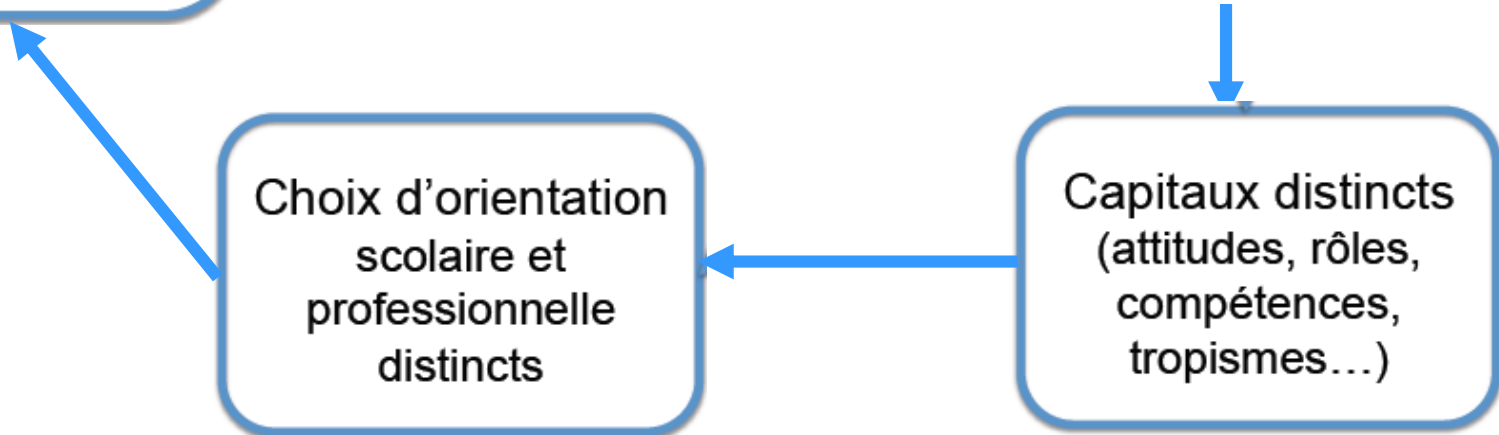 Choix d’orientation
scolaire et
professionnelle
distincts
Capitaux distincts
(attitudes, rôles,
compétences,
tropismes…)